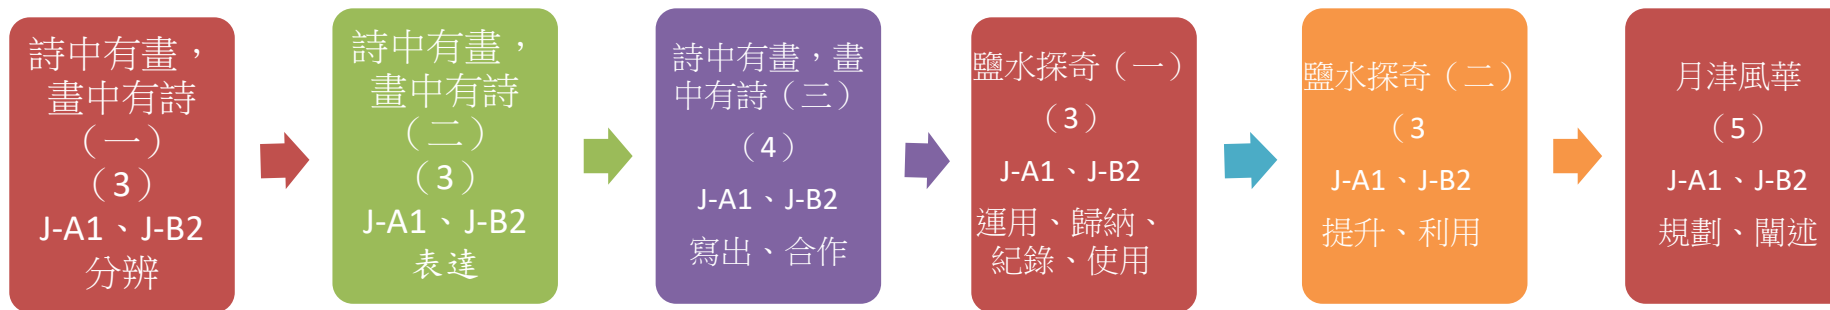 詩中有畫，
畫中有詩
（一）
（3）
J-A1、J-B2
分辨
詩中有畫，
畫中有詩
（二）
（3）
J-A1、J-B2
表達
詩中有畫，畫
中有詩（三）
（4）
J-A1、J-B2
寫出、合作
鹽水探奇（一）
（3）
J-A1、J-B2
運用、歸納、
紀錄、使用
鹽水探奇（二）
（3
J-A1、J-B2
提升、利用
月津風華
（5）
J-A1、J-B2
規劃、闡述